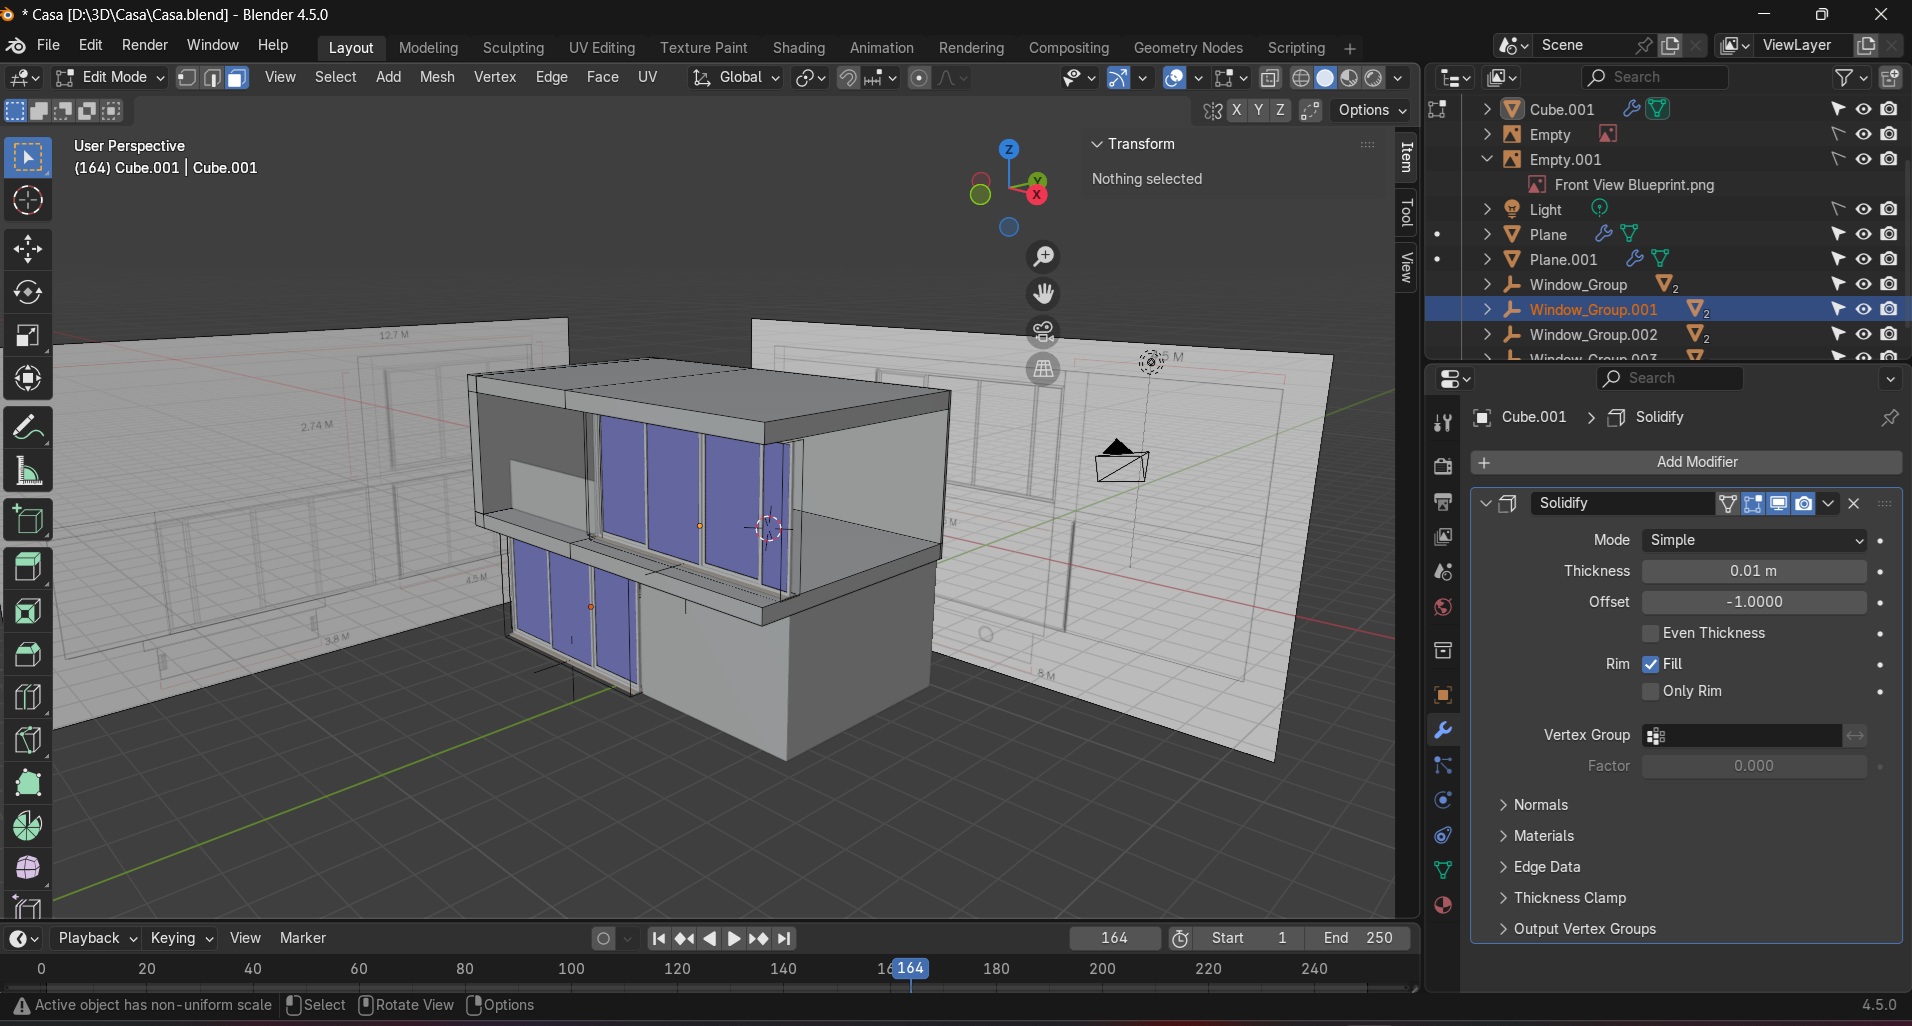 * Casa [D:\3D\Casa\Casa.blend] - Blender 4.5.0
File Edit Render Window Help Layout Modeling Sculpting UV Editing Texture Paint Shading Animation Rendering Compositing Geometry Nodes Scripting Scene ViewLayer
Edit Mode View Select Add Mesh Vertex Edge Face UV Global Search
X Y Z Options
User Perspective
(164) Cube.001 | Cube.001
Z
Y
X
Transform
Nothing selected
Item
Tool
View
12.7 M
2.74 M
4.5 M
3.8 M
5 M
M
8 M
Cube.001
Empty
Empty.001
Front View Blueprint.png
Light
Plane
Plane.001
Window_Group 2
Window_Group.001 2
Window_Group.002 2
Window_Group.003
Search
Cube.001 Solidify
Add Modifier
Solidify
Mode Simple
Thickness 0.01 m
Offset -1.0000
Even Thickness
Rim Fill
Only Rim
Vertex Group
Factor 0.000
Normals
Materials
Edge Data
Thickness Clamp
Output Vertex Groups
Playback Keying View Marker 164 Start 1 End 250
0 20 40 60 80 100 120 140 16 164 180 200 220 240
Active object has non-uniform scale Select Rotate View Options 4.5.0